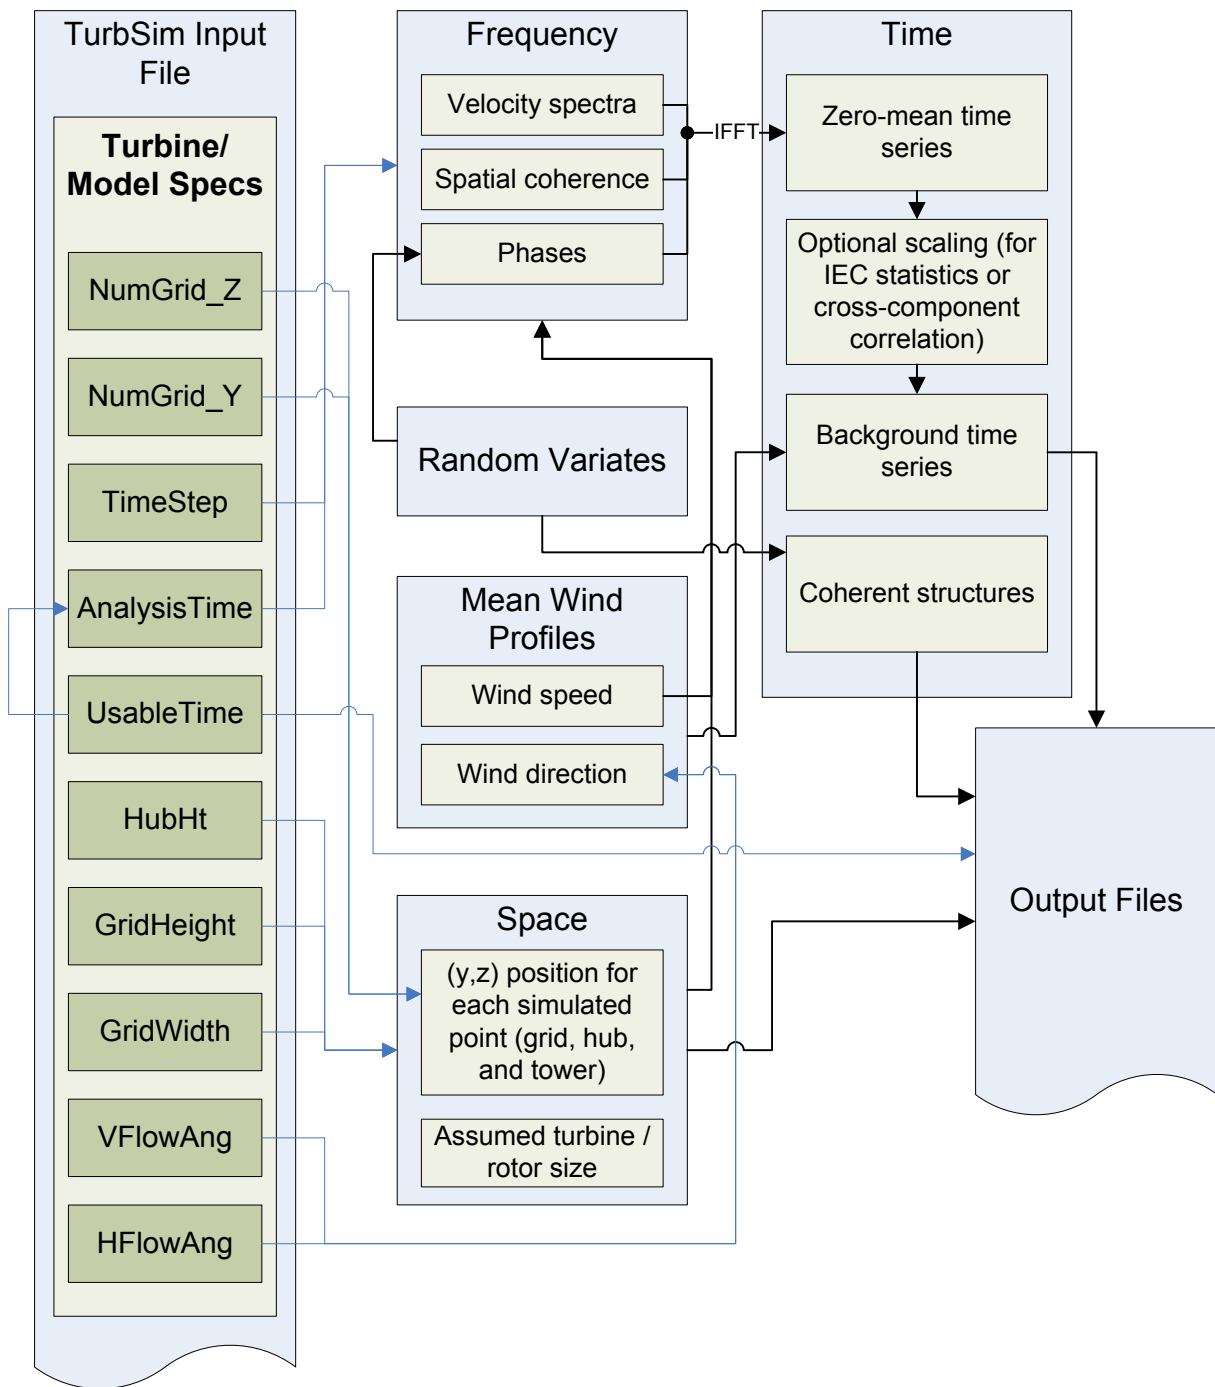 TurbSim Input
File
Turbine/
Model Specs
NumGrid_Z
NumGrid_Y
TimeStep
AnalysisTime
UsableTime
HubHt
GridHeight
GridWidth
VFlowAng
HFlowAng
Frequency
Velocity spectra
Spatial coherence
Phases
IFFT
Random Variates
Mean Wind
Profiles
Wind speed
Wind direction
Space
(y,z) position for
each simulated
point (grid, hub,
and tower)
Assumed turbine /
rotor size
Time
Zero-mean time
series
Optional scaling (for
IEC statistics or
cross-component
correlation)
Background time
series
Coherent structures
Output Files